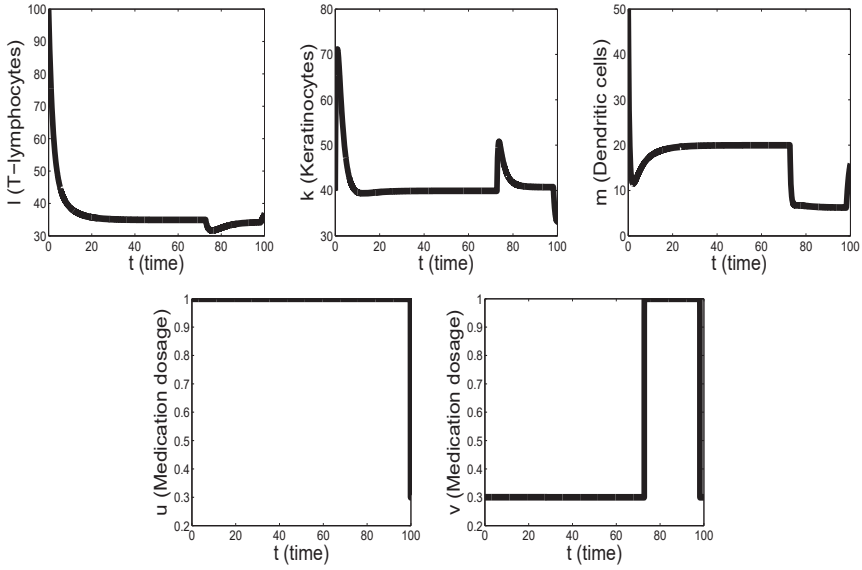 100
90
80
70
60
50
40
30
0 20 40 60 80 100
l (T−lymphocytes)
t (time)
80
70
60
50
40
30
0 20 40 60 80 100
k (Keratinocytes)
t (time)
50
40
30
20
10
0
0 20 40 60 80 100
m (Dendritic cells)
t (time)
1
0.9
0.8
0.7
0.6
0.5
0.4
0.3
0.2
0 20 40 60 80 100
u (Medication dosage)
t (time)
1
0.9
0.8
0.7
0.6
0.5
0.4
0.3
0.2
0 20 40 60 80 100
v (Medication dosage)
t (time)